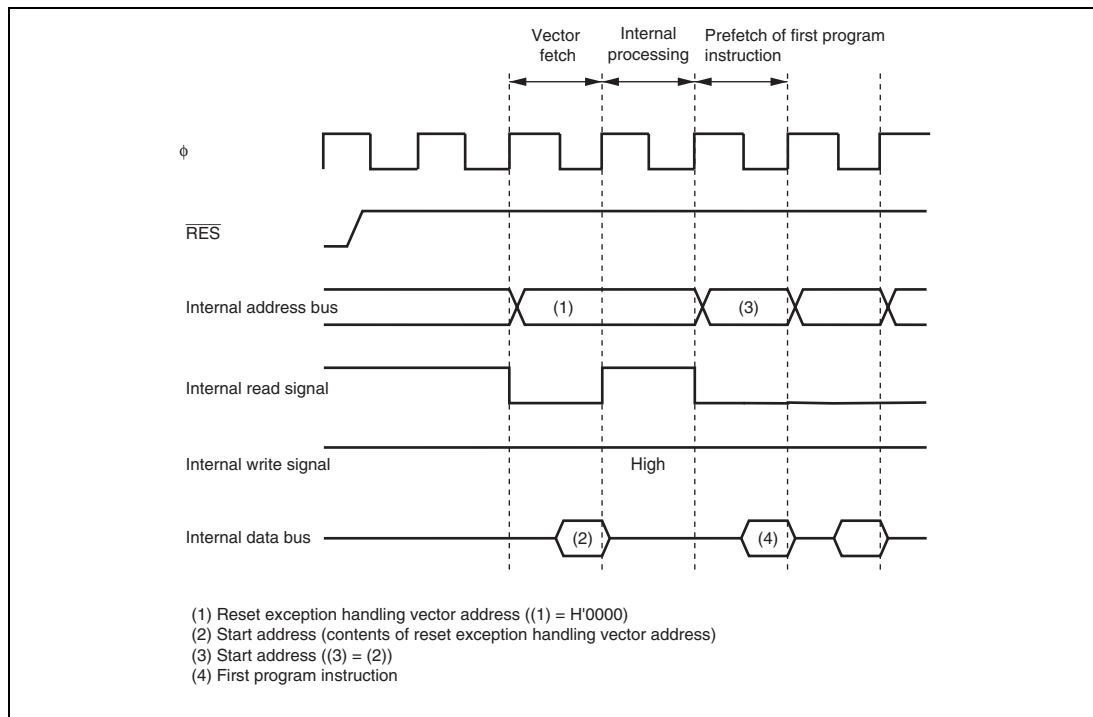 Vector
fetch
Internal
processing
Prefetch of first program
instruction
ϕ
RES
Internal address bus
(1)
(3)
Internal read signal
Internal write signal
High
Internal data bus
(2)
(4)
(1) Reset exception handling vector address ((1) = H'0000)
(2) Start address (contents of reset exception handling vector address)
(3) Start address ((3) = (2))
(4) First program instruction